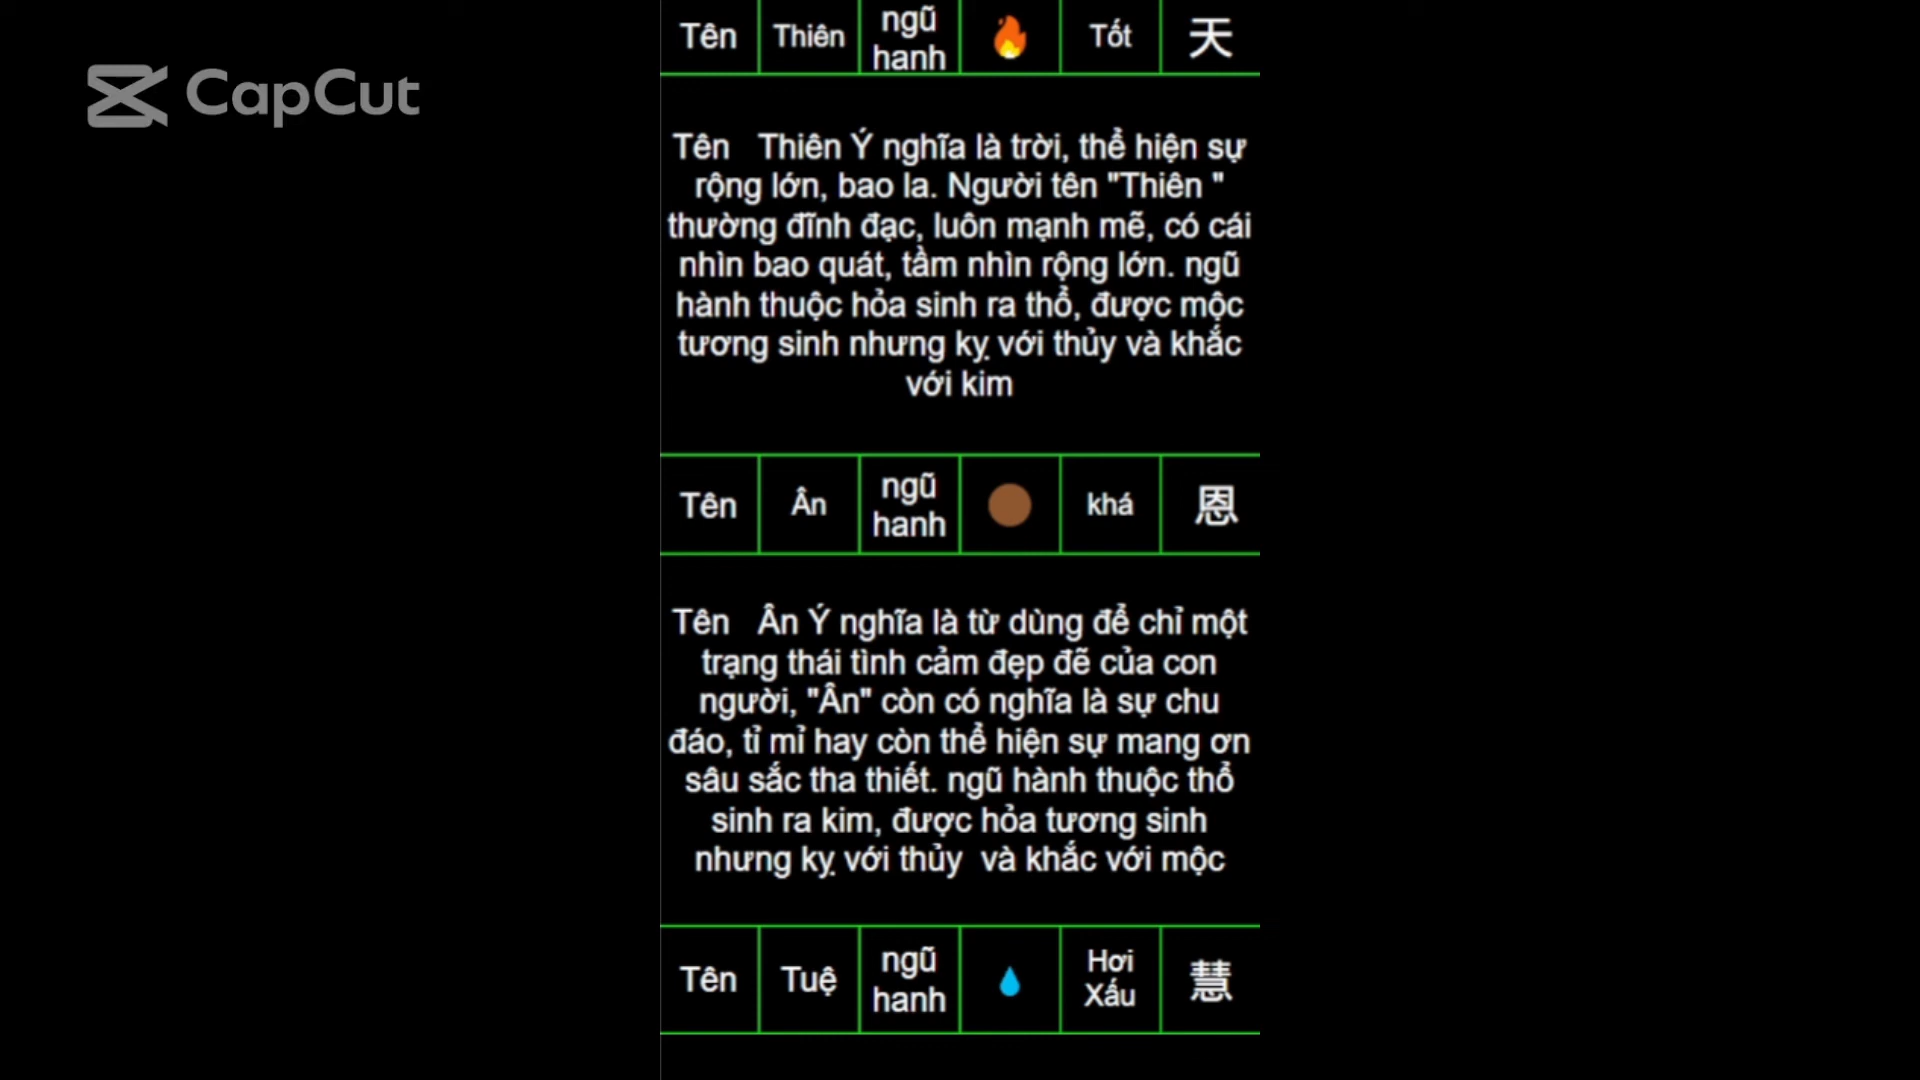 CapCut
Tên Thiên ngũ hanh 🔥 Tốt 天
Tên Thiên Ý nghĩa là trời, thể hiện sự
rộng lớn, bao la. Người tên "Thiên "
thường đĩnh đạc, luôn mạnh mẽ, có cái
nhìn bao quát, tầm nhìn rộng lớn. ngũ
hành thuộc hỏa sinh ra thổ, được mộc
tương sinh nhưng kỵ với thủy và khắc
với kim
Tên Ân ngũ hanh 🟤 khá 恩
Tên Ân Ý nghĩa là từ dùng để chỉ một
trạng thái tình cảm đẹp đẽ của con
người, "Ân" còn có nghĩa là sự chu
đáo, tỉ mỉ hay còn thể hiện sự mang ơn
sâu sắc tha thiết. ngũ hành thuộc thổ
sinh ra kim, được hỏa tương sinh
nhưng kỵ với thủy và khắc với mộc
Tên Tuệ ngũ hanh 💧 Hơi Xấu 慧